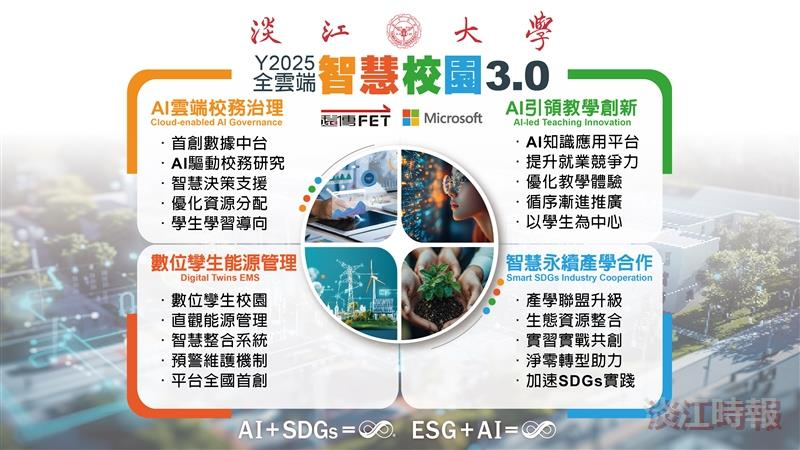 淡江大學
Y2025
全雲端
智慧校園3.0
遠傳FET
Microsoft
AI雲端校務治理
Cloud-enabled AI Governance
·首創數據中台
·AI驅動校務研究
·智慧決策支援
·優化資源分配
·學生學習導向
AI引領教學創新
AI-led Teaching Innovation
·AI知識應用平台
·提升就業競爭力
·優化教學體驗
·循序漸進推廣
·以學生為中心
數位孿生能源管理
Digital Twins EMS
·數位孿生校園
·直觀能源管理
·智慧整合系統
·預警維護機制
·平台全國首創
智慧永續產學合作
Smart SDGs Industry Cooperation
·產學聯盟升級
·生態資源整合
·實習實戰共創
·淨零轉型助力
·加速SDGs實踐
AI+SDGs=∞ ESG+AI=∞
淡江時報